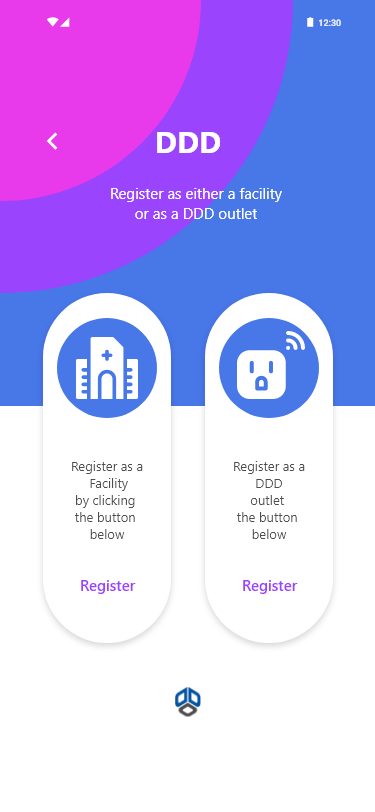 12:30
DDD
Register as either a facility
or as a DDD outlet
Register as a
Facility
by clicking
the button
below
Register
Register as a
DDD
outlet
the button
below
Register